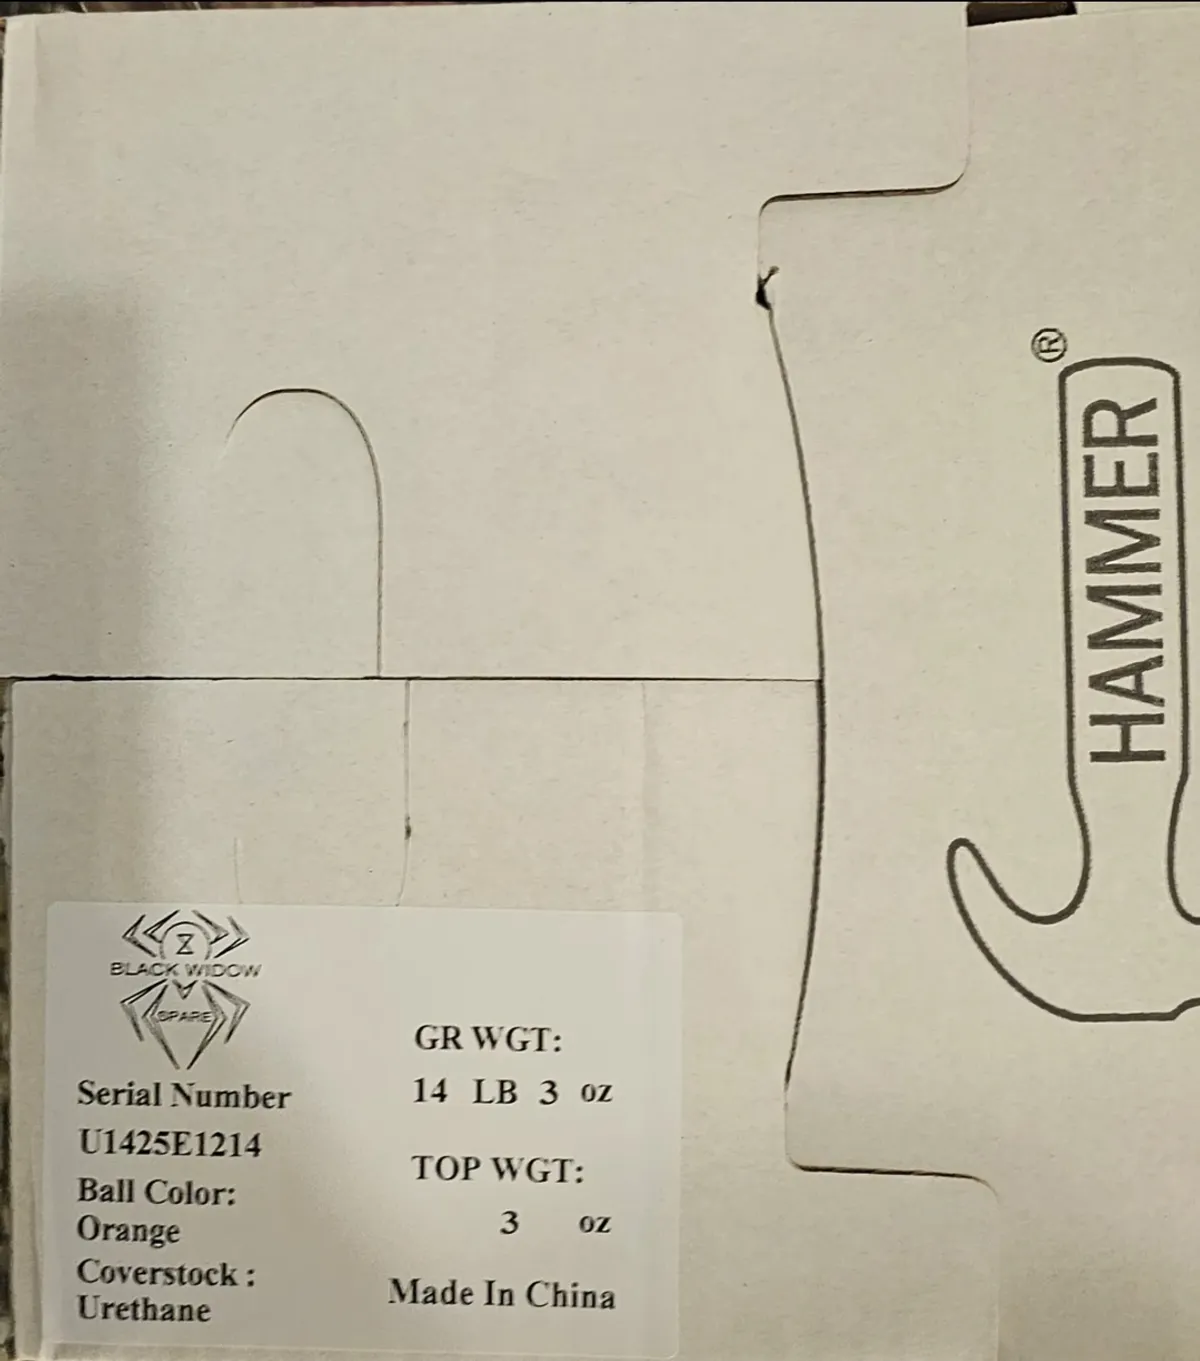 ®
HAMMER
BLACK WIDOW
SPARE
Serial Number
U1425E1214
Ball Color:
Orange
Coverstock :
Urethane
GR WGT:
14 LB 3 oz
TOP WGT:
3 oz
Made In China